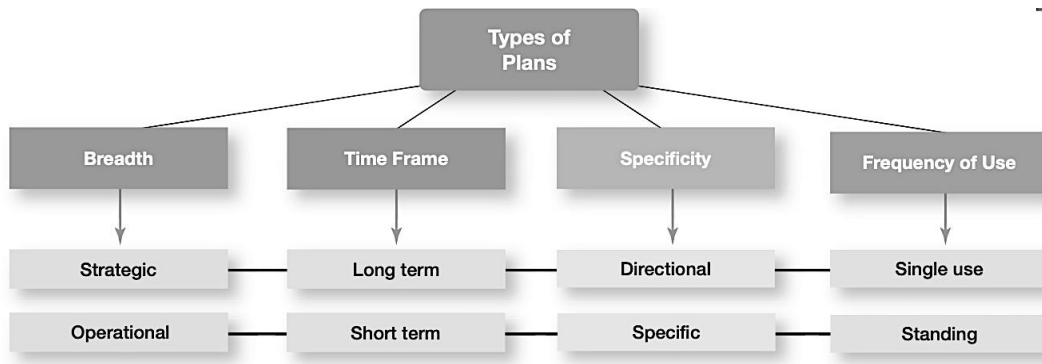 Types of
Plans
Breadth
Time Frame
Specificity
Frequency of Use
Strategic
Long term
Directional
Single use
Operational
Short term
Specific
Standing